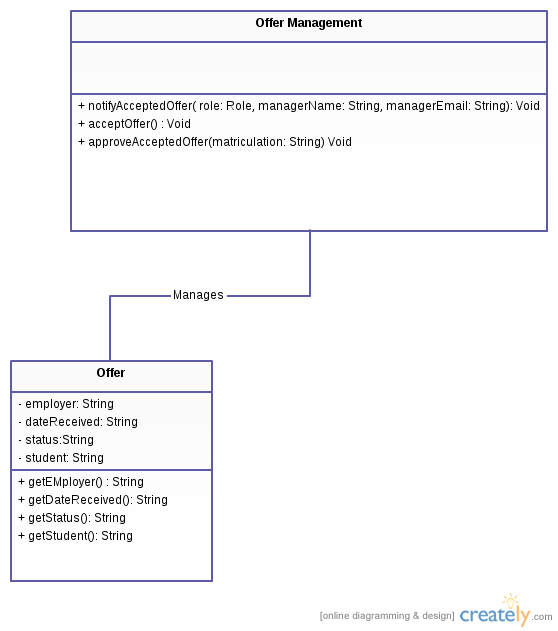 Offer Management
+ notifyAcceptedOffer( role: Role, managerName: String, managerEmail: String): Void
+ acceptOffer() : Void
+ approveAcceptedOffer(matriculation: String) Void
Manages
Offer
- employer: String
- dateReceived: String
- status:String
- student: String
+ getEMployer() : String
+ getDateReceived(): String
+ getStatus(): String
+ getStudent(): String
[online diagramming & design] creately.com